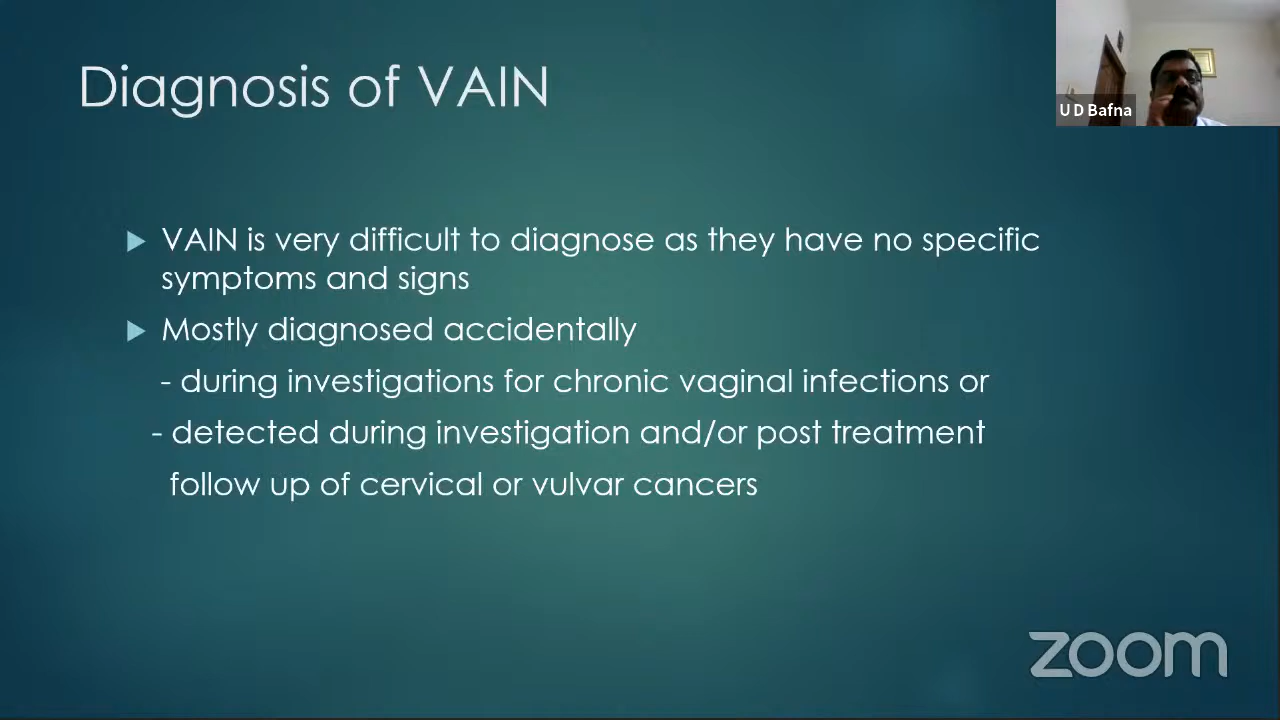 Diagnosis of VAIN
U D Bafna
VAIN is very difficult to diagnose as they have no specific
symptoms and signs
Mostly diagnosed accidentally
- during investigations for chronic vaginal infections or
- detected during investigation and/or post treatment
follow up of cervical or vulvar cancers
zoom